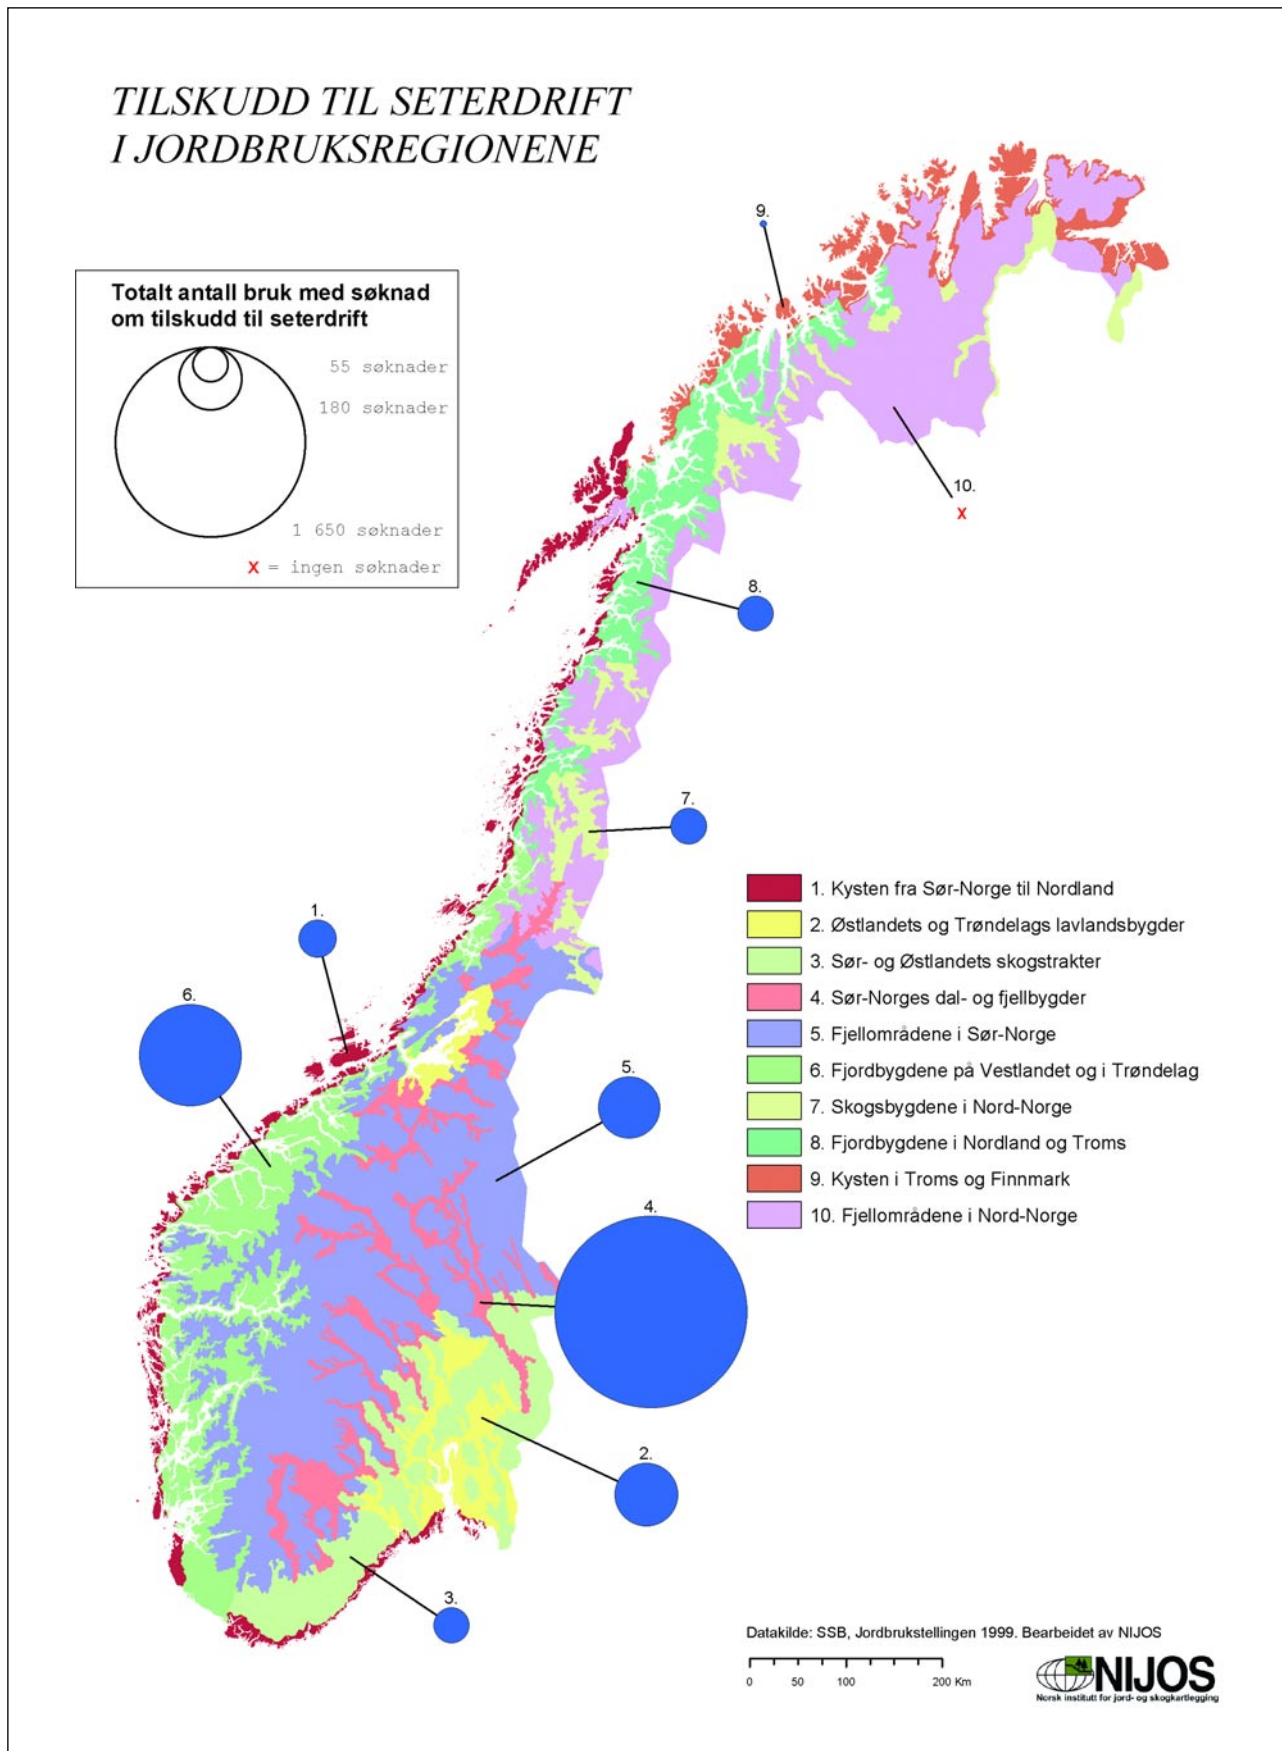 TILSKUDD TIL SETERDRIFT
I JORDBRUKSREGIONENE
Totalt antall bruk med søknad
om tilskudd til seterdrift
55 søknader
180 søknader
1 650 søknader
X = ingen søknader
9.
10.
X
8.
7.
1.
6.
5.
4.
2.
3.
1. Kysten fra Sør-Norge til Nordland
2. Østlandets og Trøndelags lavlandsbygder
3. Sør- og Østlandets skogstrakter
4. Sør-Norges dal- og fjellbygder
5. Fjellområdene i Sør-Norge
6. Fjordbygdene på Vestlandet og i Trøndelag
7. Skogsbygdene i Nord-Norge
8. Fjordbygdene i Nordland og Troms
9. Kysten i Troms og Finnmark
10. Fjellområdene i Nord-Norge
Datakilde: SSB, Jordbrukstellingen 1999. Bearbeidet av NIJOS
0 50 100 200 Km
NIJOS
Norsk institutt for jord- og skogkartlegging